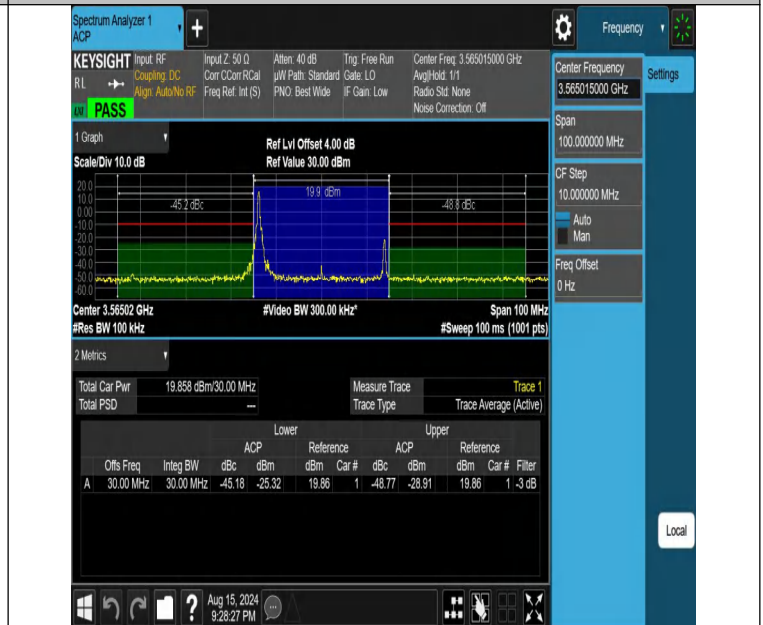 Spectrum Analyzer 1
ACP
+
Frequency
KEYSIGHT
RL
PASS
Input: RF
Coupling: DC
Align: Auto/No RF
Input Z: 50 Ω
Corr CCorr RCal
Freq Ref: Int (S)
Atten: 40 dB
µW Path: Standard
PNO: Best Wide
Trig: Free Run
Gate: LO
IF Gain: Low
Center Freq: 3.565015000 GHz
Avg|Hold: 1/1
Radio Std: None
Noise Correction: Off
Center Frequency
3.565015000 GHz
Settings
Span
100.000000 MHz
CF Step
10.000000 MHz
Auto
Man
Freq Offset
0 Hz
1 Graph
Scale/Div 10.0 dB
Ref Lvl Offset 4.00 dB
Ref Value 30.00 dBm
20.0
10.0
0.00
-10.0
-20.0
-30.0
-40.0
-50.0
-60.0
-45.2 dBc
19.9 dBm
-48.8 dBc
Center 3.56502 GHz
#Video BW 300.00 kHz*
Span 100 MHz
#Res BW 100 kHz
#Sweep 100 ms (1001 pts)
2 Metrics
Total Car Pwr 19.858 dBm/30.00 MHz
Total PSD ---
Measure Trace Trace 1
Trace Type Trace Average (Active)
Lower Upper
ACP Reference ACP Reference
Offs Freq Integ BW dBc dBm dBm Car # dBc dBm dBm Car # Filter
A 30.00 MHz 30.00 MHz -45.18 -25.32 19.86 1 -48.77 -28.91 19.86 1 -3 dB
Local
?
Aug 15, 2024
9:28:27 PM